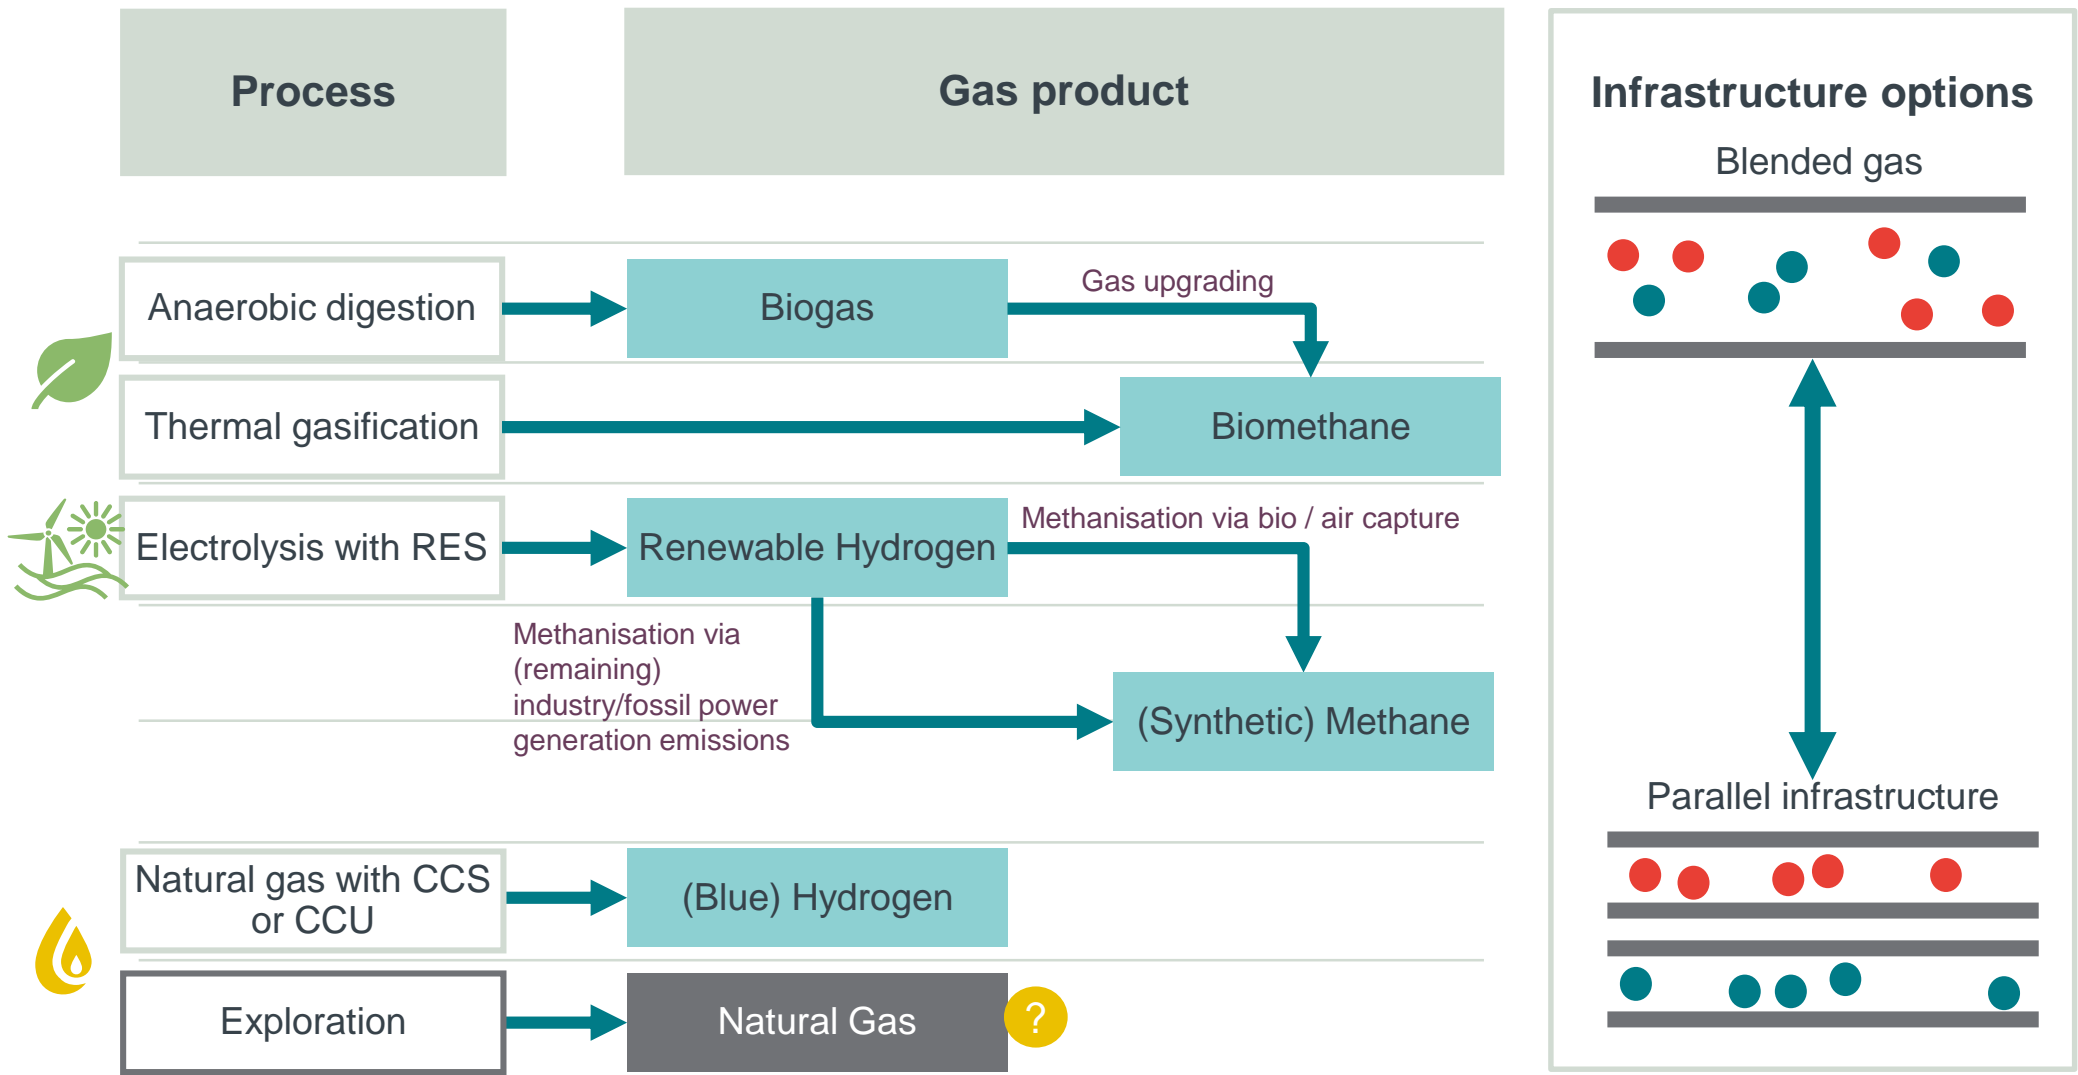 Process
Gas product
Infrastructure options
Blended gas
Anaerobic digestion
Biogas
Gas upgrading
Thermal gasification
Biomethane
Electrolysis with RES
Renewable Hydrogen
Methanisation via bio / air capture
Methanisation via
(remaining)
industry/fossil power
generation emissions
(Synthetic) Methane
Parallel infrastructure
Natural gas with CCS
or CCU
(Blue) Hydrogen
Exploration
Natural Gas
?